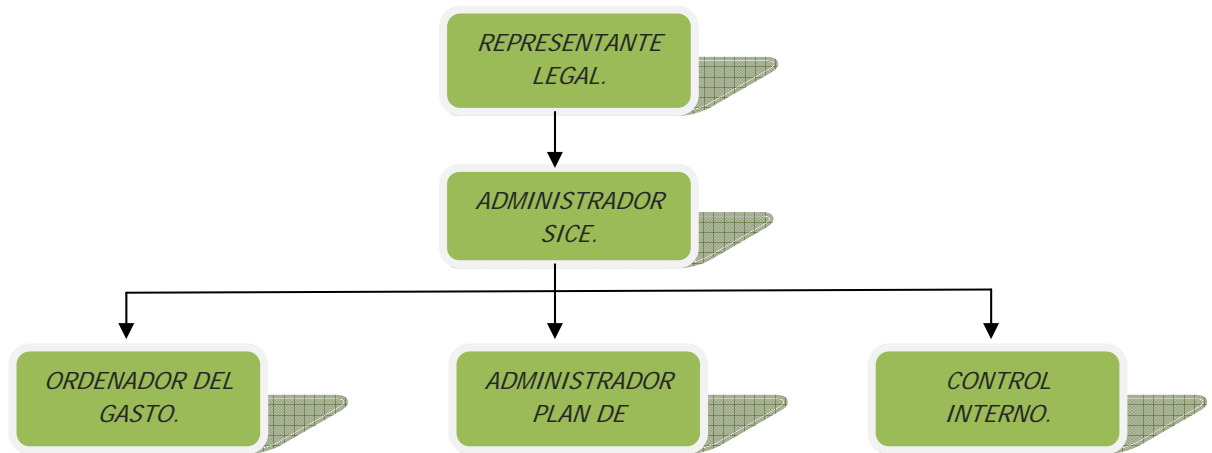 REPRESENTANTE
LEGAL.
ADMINISTRADOR
SICE.
ORDENADOR DEL
GASTO.
ADMINISTRADOR
PLAN DE
CONTROL
INTERNO.